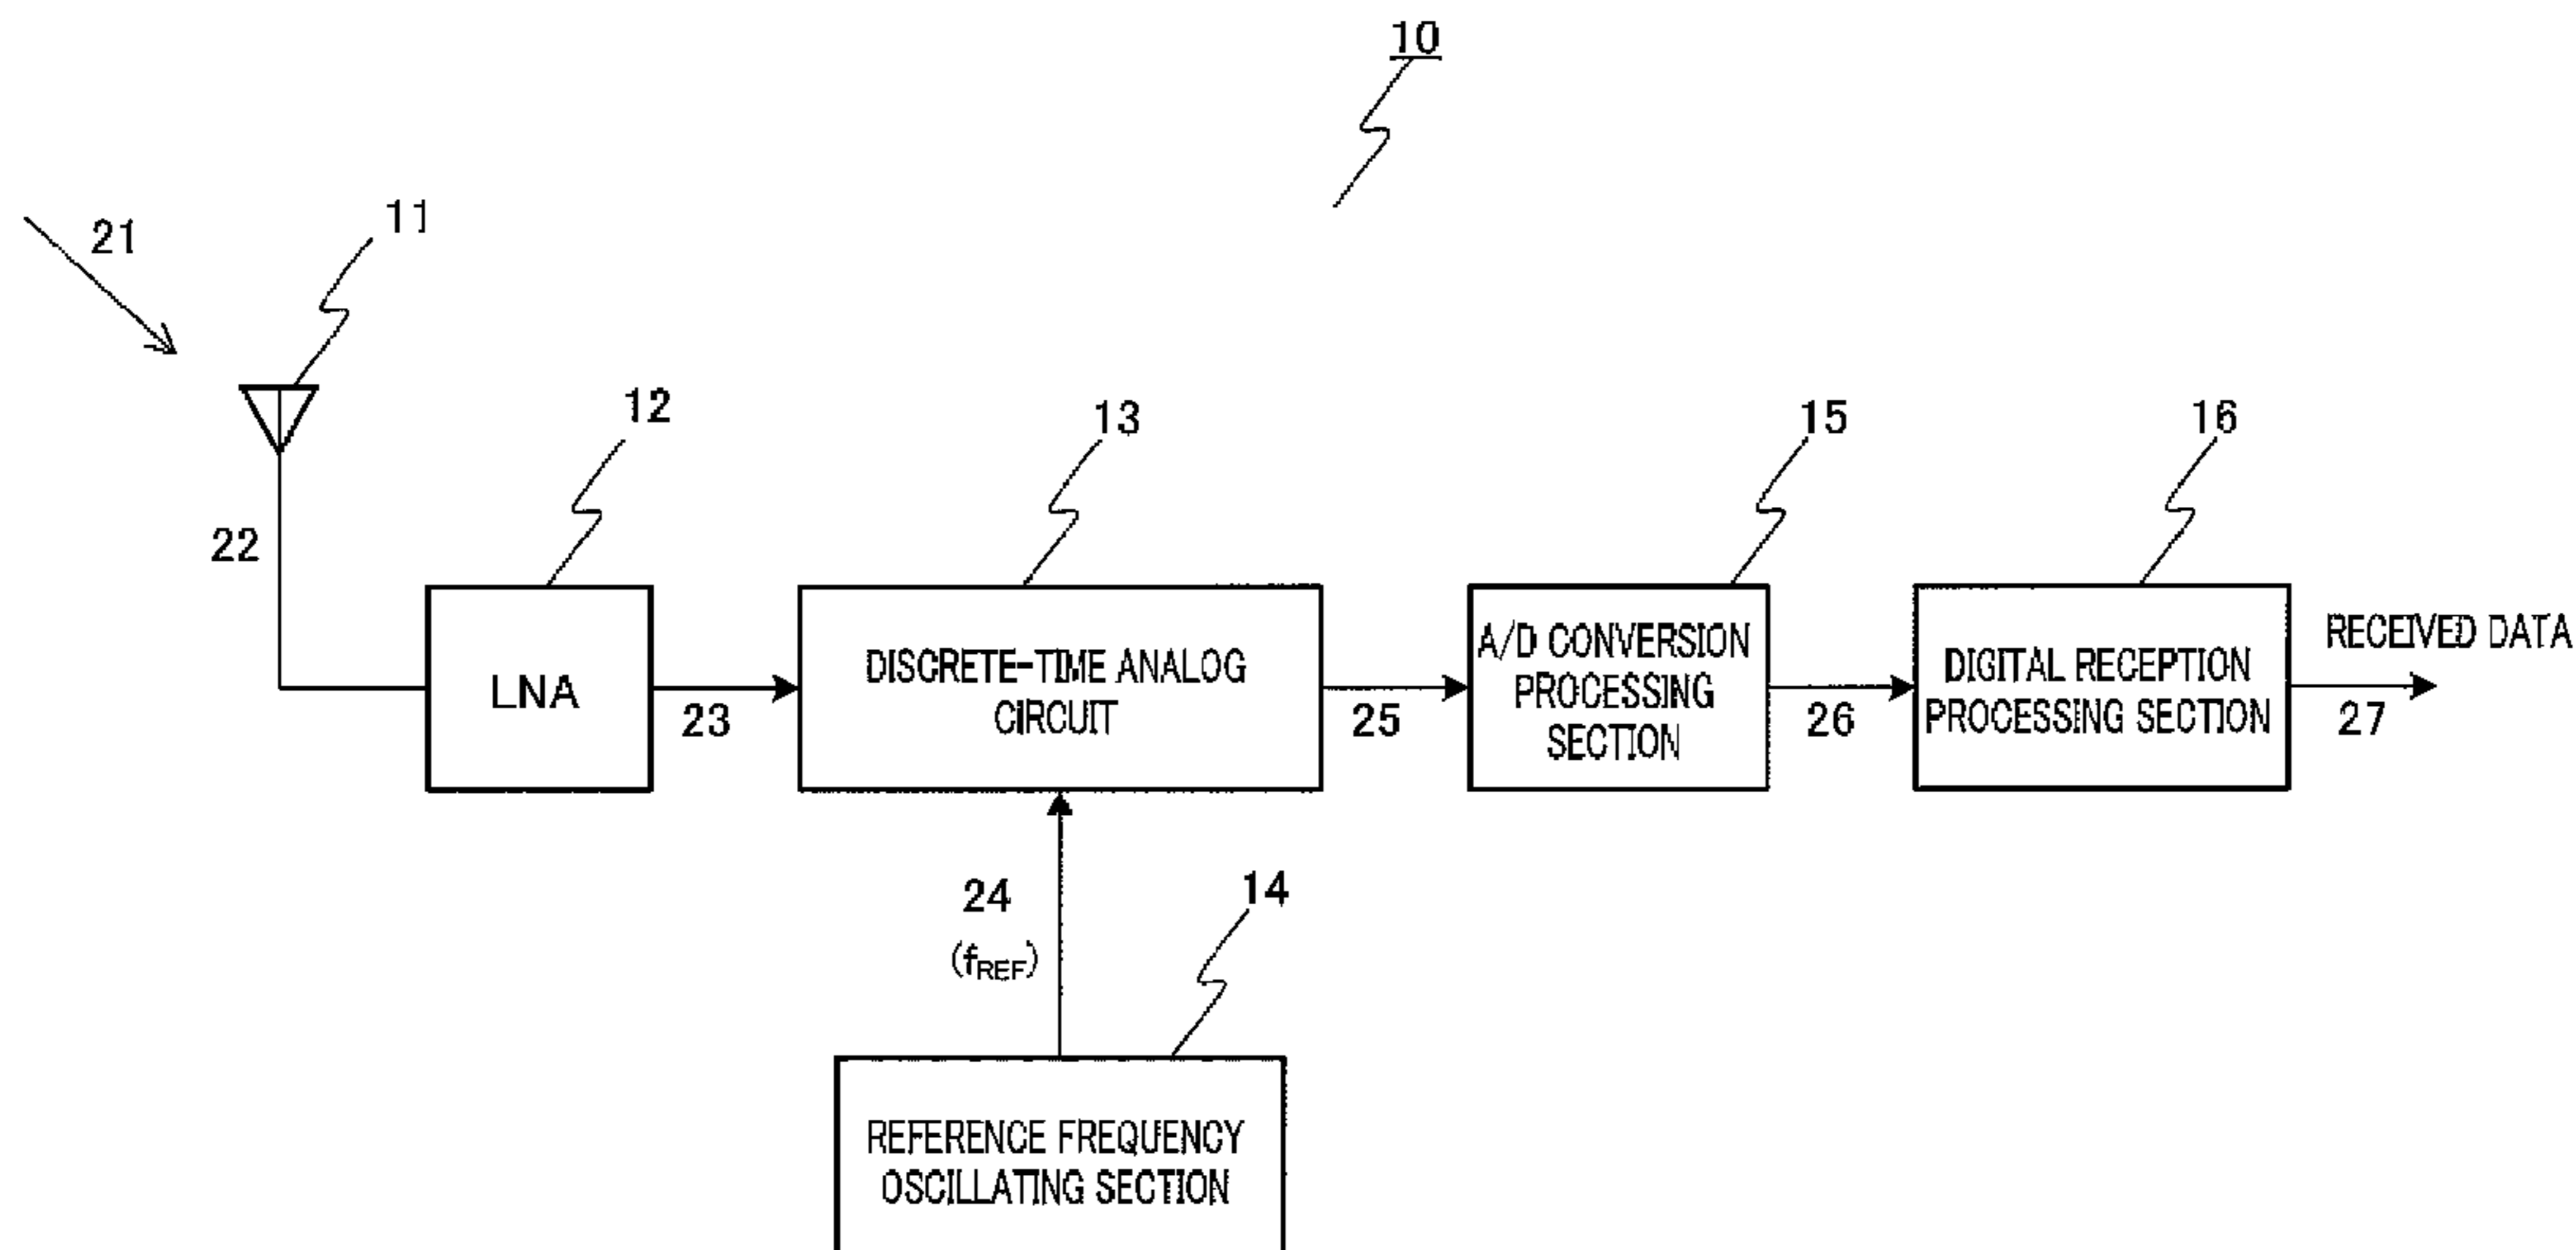 10
21
11
12
13
15
16
22
LNA
23
DISCRETE-TIME ANALOG
CIRCUIT
25
A/D CONVERSION
PROCESSING
SECTION
26
DIGITAL RECEPTION
PROCESSING SECTION
RECEIVED DATA
27
24
(fREF)
14
REFERENCE FREQUENCY
OSCILLATING SECTION